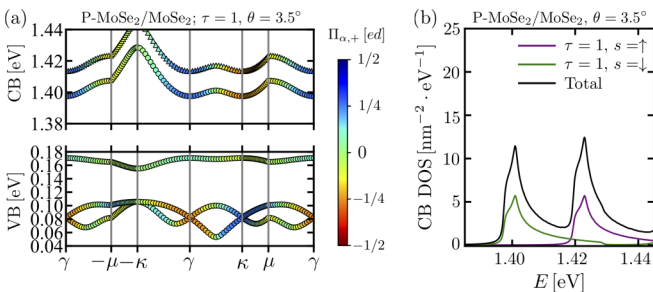 (a) P-MoSe₂/MoSe₂; τ = 1, θ = 3.5°
CB [eV]
1.44
1.42
1.40
1.38
VB [eV]
0.18
0.16
0.12
0.10
0.08
0.06
0.04
γ −μ −κ γ κ μ γ
Π_{α,+} [ed]
1/2
1/4
0
−1/4
−1/2
(b) P-MoSe₂/MoSe₂, θ = 3.5°
τ = 1, s =↑
τ = 1, s =↓
Total
CB DOS [nm⁻² · eV⁻¹]
25
20
15
10
5
0
1.40 1.42 1.44
E [eV]